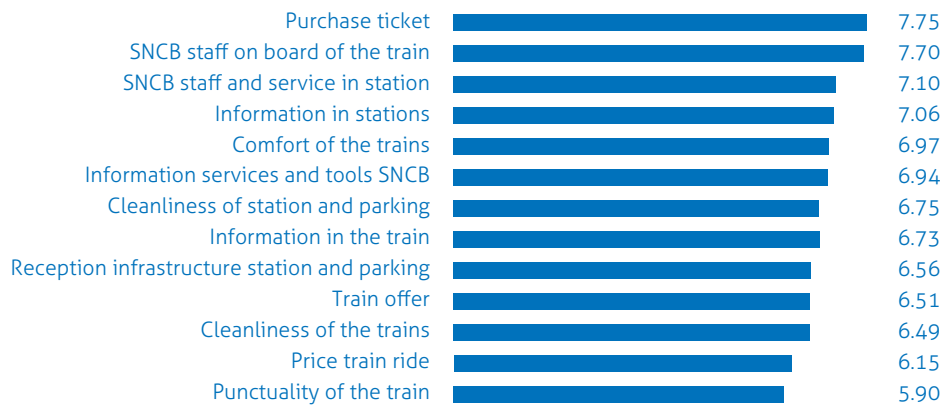 Purchase ticket 7.75
SNCB staff on board of the train 7.70
SNCB staff and service in station 7.10
Information in stations 7.06
Comfort of the trains 6.97
Information services and tools SNCB 6.94
Cleanliness of station and parking 6.75
Information in the train 6.73
Reception infrastructure station and parking 6.56
Train offer 6.51
Cleanliness of the trains 6.49
Price train ride 6.15
Punctuality of the train 5.90